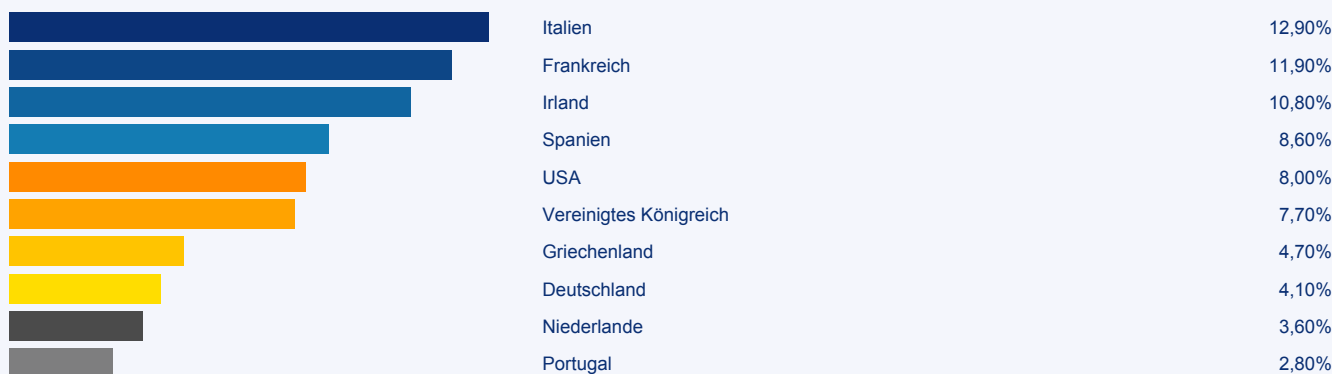 Italien 12,90%
Frankreich 11,90%
Irland 10,80%
Spanien 8,60%
USA 8,00%
Vereinigtes Königreich 7,70%
Griechenland 4,70%
Deutschland 4,10%
Niederlande 3,60%
Portugal 2,80%